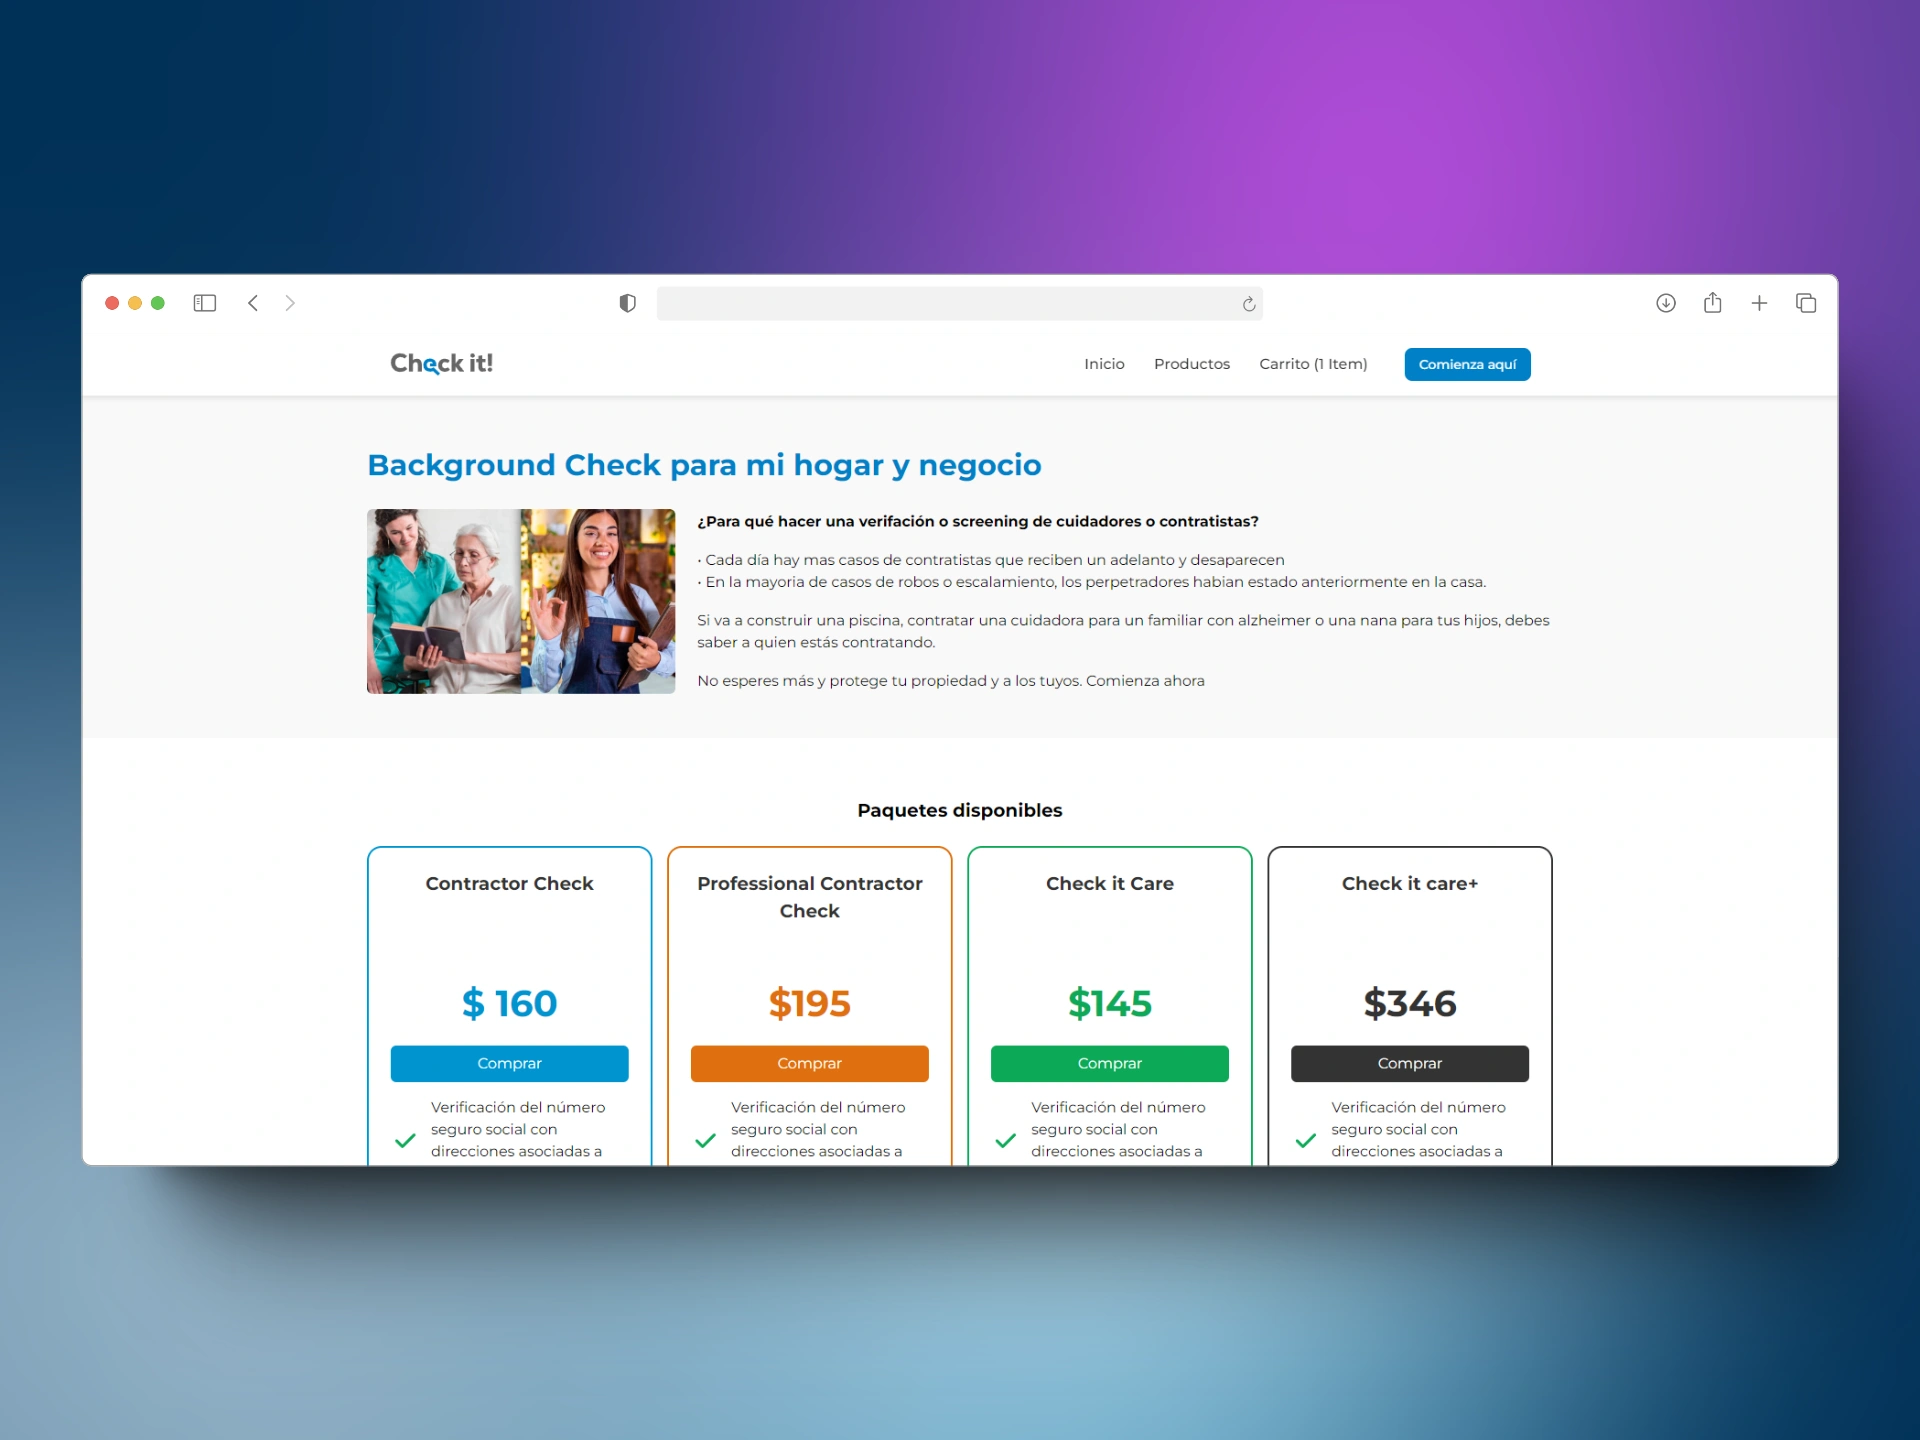 Check it!
Inicio
Productos
Carrito (1 Item)
Comienza aquí
Background Check para mi hogar y negocio
¿Para qué hacer una verifación o screening de cuidadores o contratistas?
• Cada día hay mas casos de contratistas que reciben un adelanto y desaparecen
• En la mayoria de casos de robos o escalamiento, los perpetradores habian estado anteriormente en la casa.
Si va a construir una piscina, contratar una cuidadora para un familiar con alzheimer o una nana para tus hijos, debes
saber a quien estás contratando.
No esperes más y protege tu propiedad y a los tuyos. Comienza ahora
Paquetes disponibles
Contractor Check
$ 160
Comprar
Verificación del número
seguro social con
direcciones asociadas a
Professional Contractor
Check
$195
Comprar
Verificación del número
seguro social con
direcciones asociadas a
Check it Care
$145
Comprar
Verificación del número
seguro social con
direcciones asociadas a
Check it care+
$346
Comprar
Verificación del número
seguro social con
direcciones asociadas a